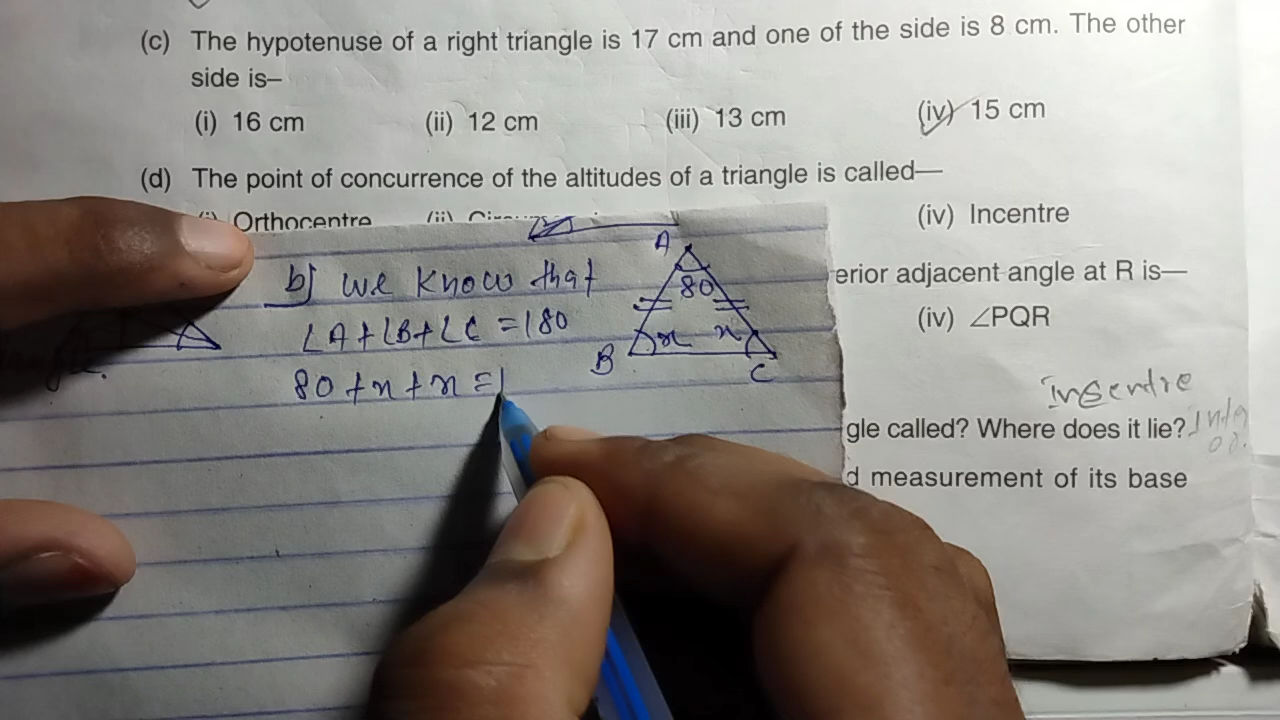 (c) The hypotenuse of a right triangle is 17 cm and one of the side is 8 cm. The other
side is–
(i) 16 cm (ii) 12 cm (iii) 13 cm (iv) 15 cm
(d) The point of concurrence of the altitudes of a triangle is called—
Orthocentre (ii) (iv) Incentre
b) We know that
∠A+∠B+∠C =180
80 +x+x =1
A
80
x x
B C
erior adjacent angle at R is—
(iv) ∠PQR
Insentre
gle called? Where does it lie?
d measurement of its base